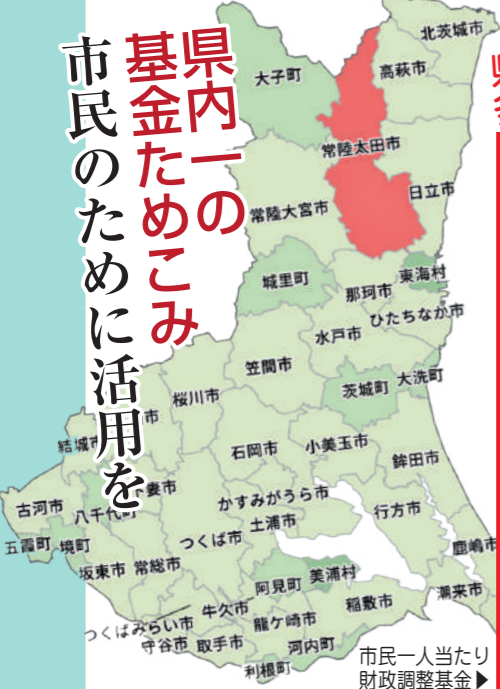 県内一の
基金ためこみ
市民のために活用を
北茨城市
大子町
高萩市
常陸太田市
日立市
常陸大宮市
城里町
東海村
那珂市
ひたちなか市
水戸市
笠間市
桜川市
茨城町
大洗町
市
結城市
石岡市
小美玉市
鉾田市
妻市
古河市
八千代町
かすみがうら市
行方市
土浦市
五霞町
境町
つくば市
鹿嶋市
坂東市
常総市
阿見町
美浦村
潮来市
稲敷市
つくばみらい市
牛久市
龍ケ崎市
守谷市
取手市
河内町
利根町
市民一人当たり
財政調整基金▶